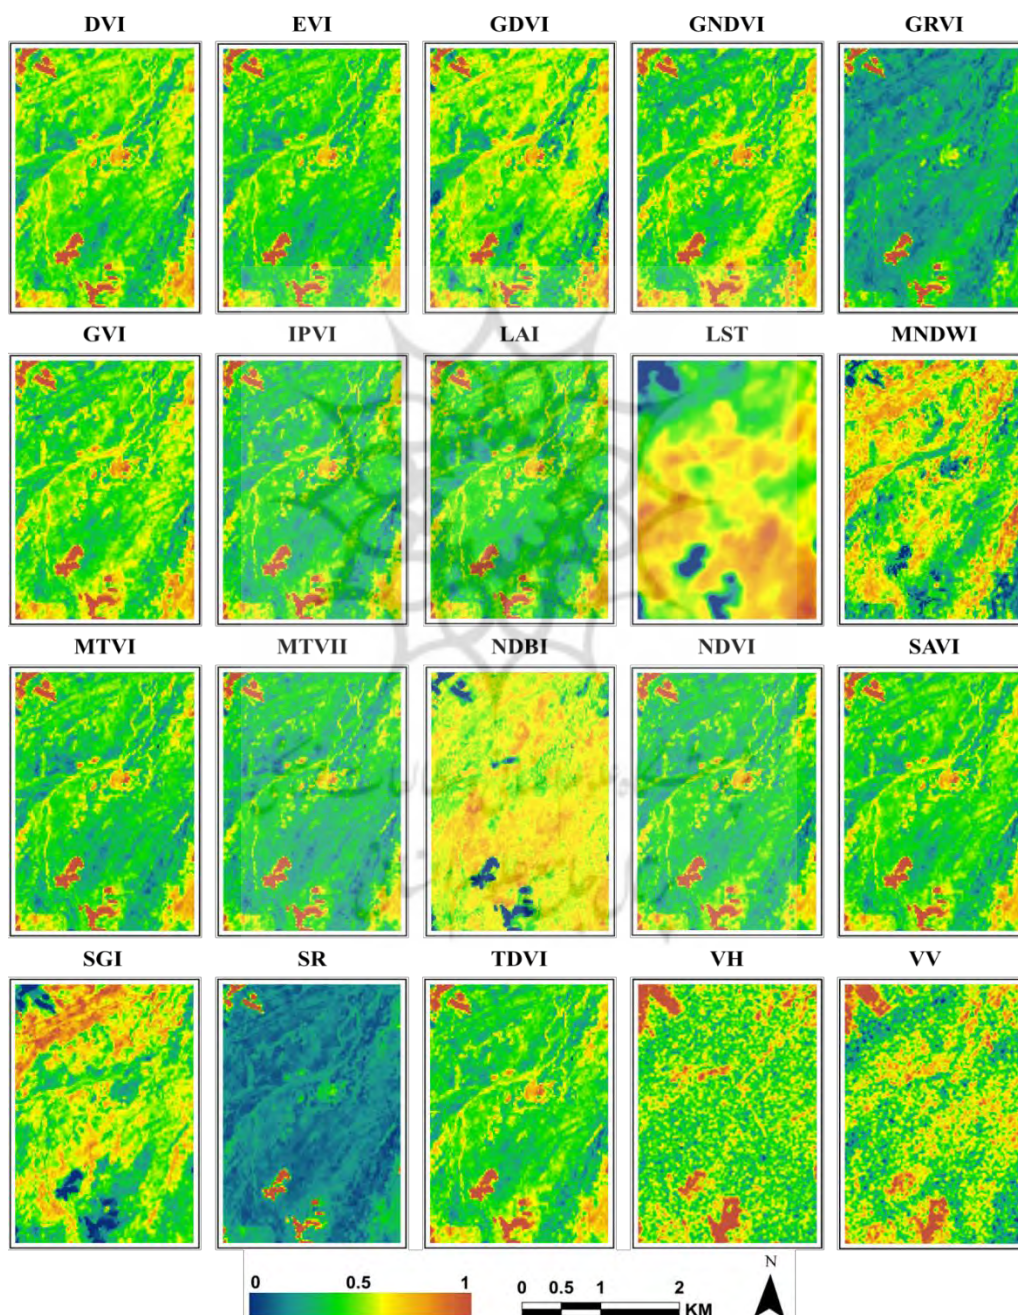 DVI EVI GDVI GNDVI GRVI
GVI IPVI LAI LST MNDWI
MTVI MTVII NDBI NDVI SAVI
SGI SR TDVI VH VV
0 0.5 1 0 0.5 1 2 KM N